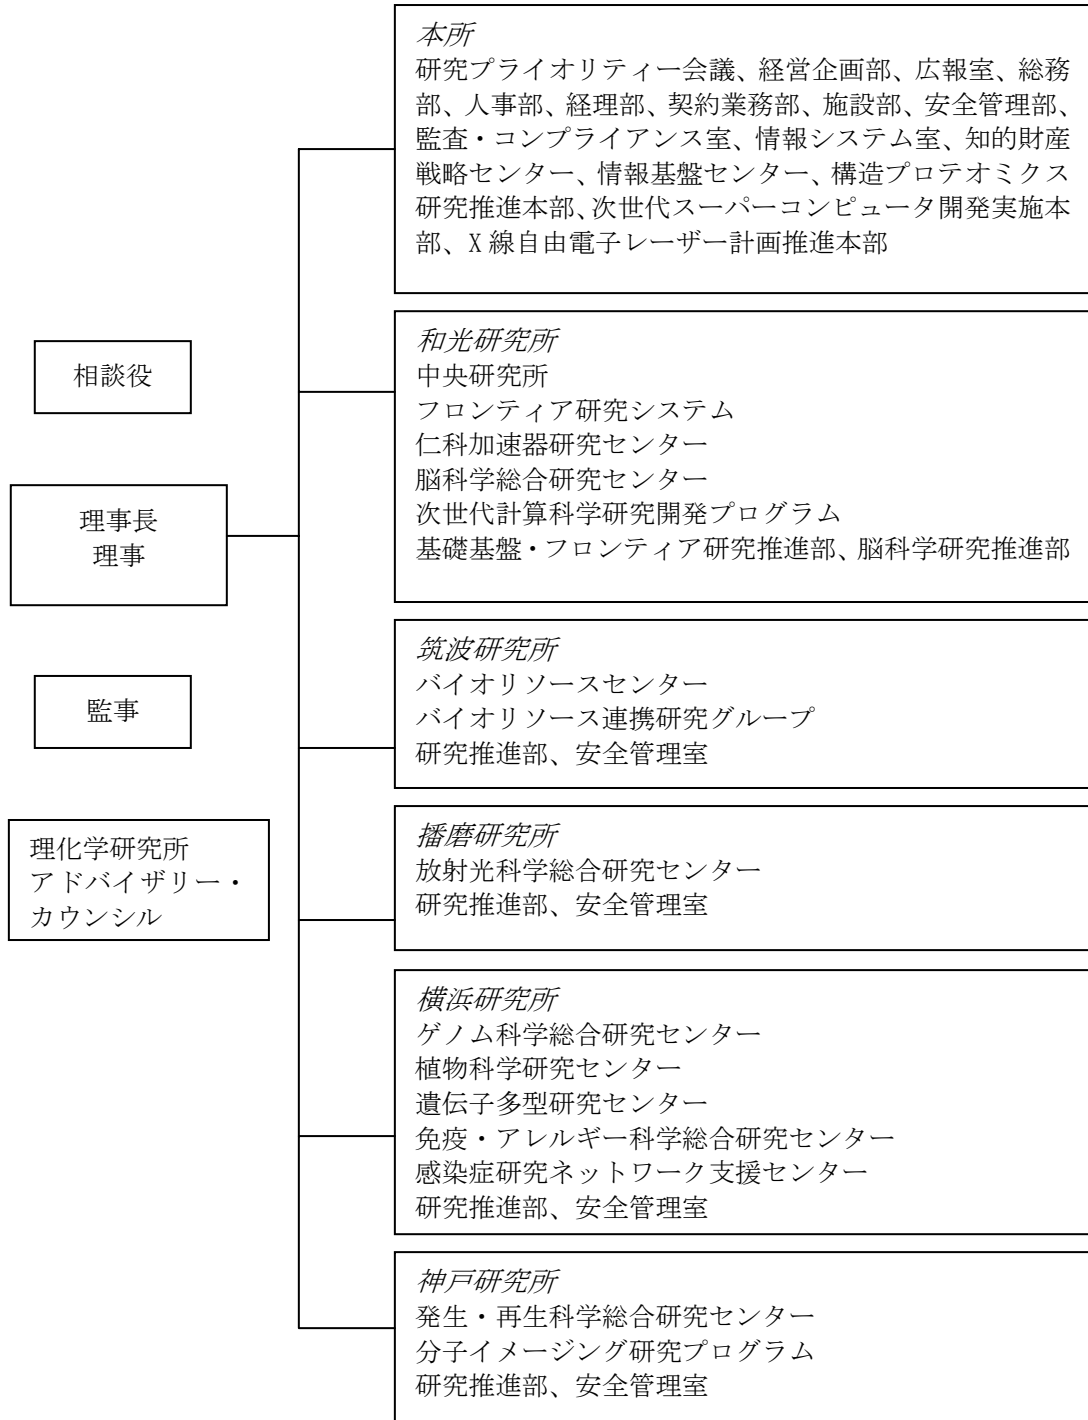 相談役
理事長
理事
監事
理化学研究所
アドバイザリー・
カウンシル
本所
研究プライオリティー会議、経営企画部、広報室、総務
部、人事部、経理部、契約業務部、施設部、安全管理部、
監査・コンプライアンス室、情報システム室、知的財産
戦略センター、情報基盤センター、構造プロテオミクス
研究推進本部、次世代スーパーコンピュータ開発実施本
部、X線自由電子レーザー計画推進本部
和光研究所
中央研究所
フロンティア研究システム
仁科加速器研究センター
脳科学総合研究センター
次世代計算科学研究開発プログラム
基礎基盤・フロンティア研究推進部、脳科学研究推進部
筑波研究所
バイオリソースセンター
バイオリソース連携研究グループ
研究推進部、安全管理室
播磨研究所
放射光科学総合研究センター
研究推進部、安全管理室
横浜研究所
ゲノム科学総合研究センター
植物科学研究センター
遺伝子多型研究センター
免疫・アレルギー科学総合研究センター
感染症研究ネットワーク支援センター
研究推進部、安全管理室
神戸研究所
発生・再生科学総合研究センター
分子イメージング研究プログラム
研究推進部、安全管理室